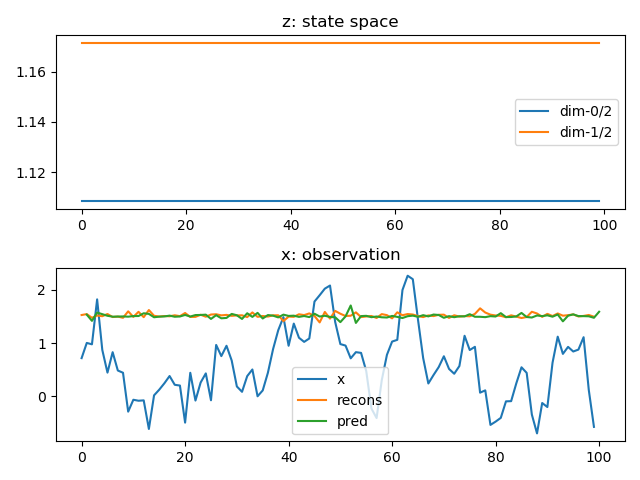 z: state space
1.16
1.14
1.12
dim-0/2
dim-1/2
0 20 40 60 80 100
x: observation
2
1
0
x
recons
pred
0 20 40 60 80 100